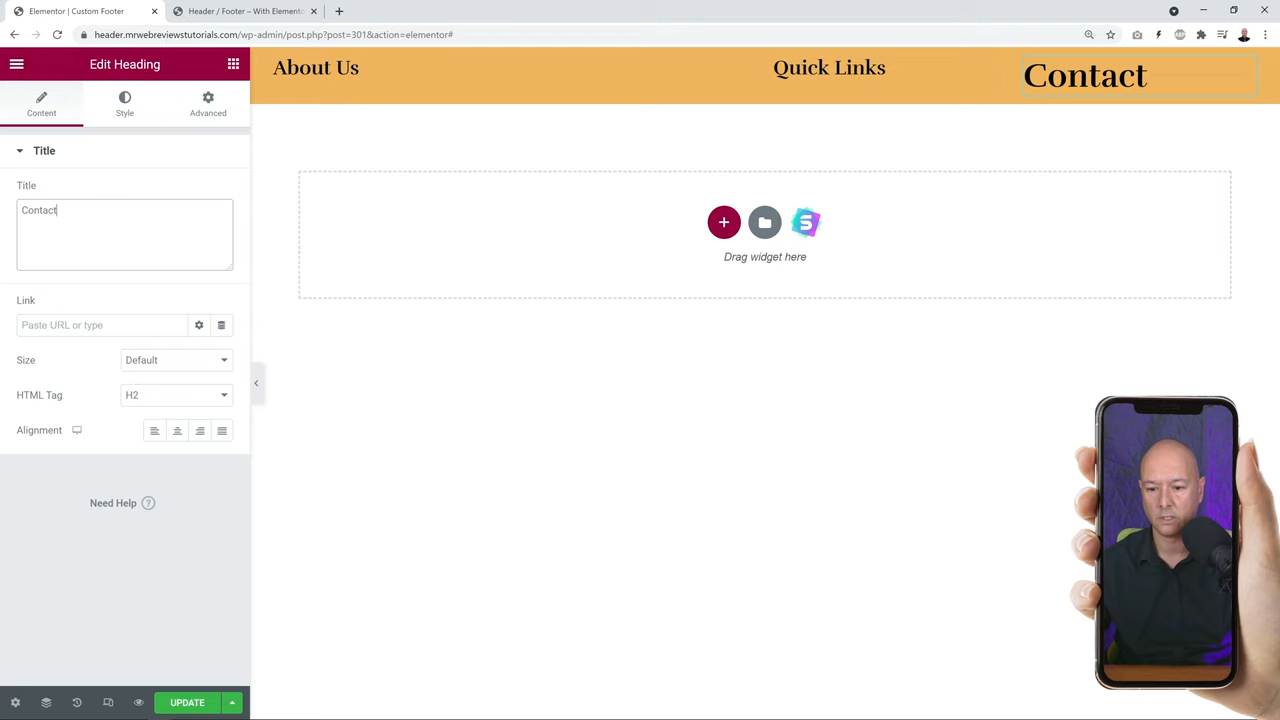 Elementor | Custom Footer
Header / Footer – With Elemento
header.mrwebreviewstutorials.com/wp-admin/post.php?post=301&action=elementor#
Edit Heading
Content
Style
Advanced
Title
Title
Contact
Link
Paste URL or type
Size
Default
HTML Tag
H2
Alignment
Need Help ?
UPDATE
About Us
Quick Links
Contact
Drag widget here